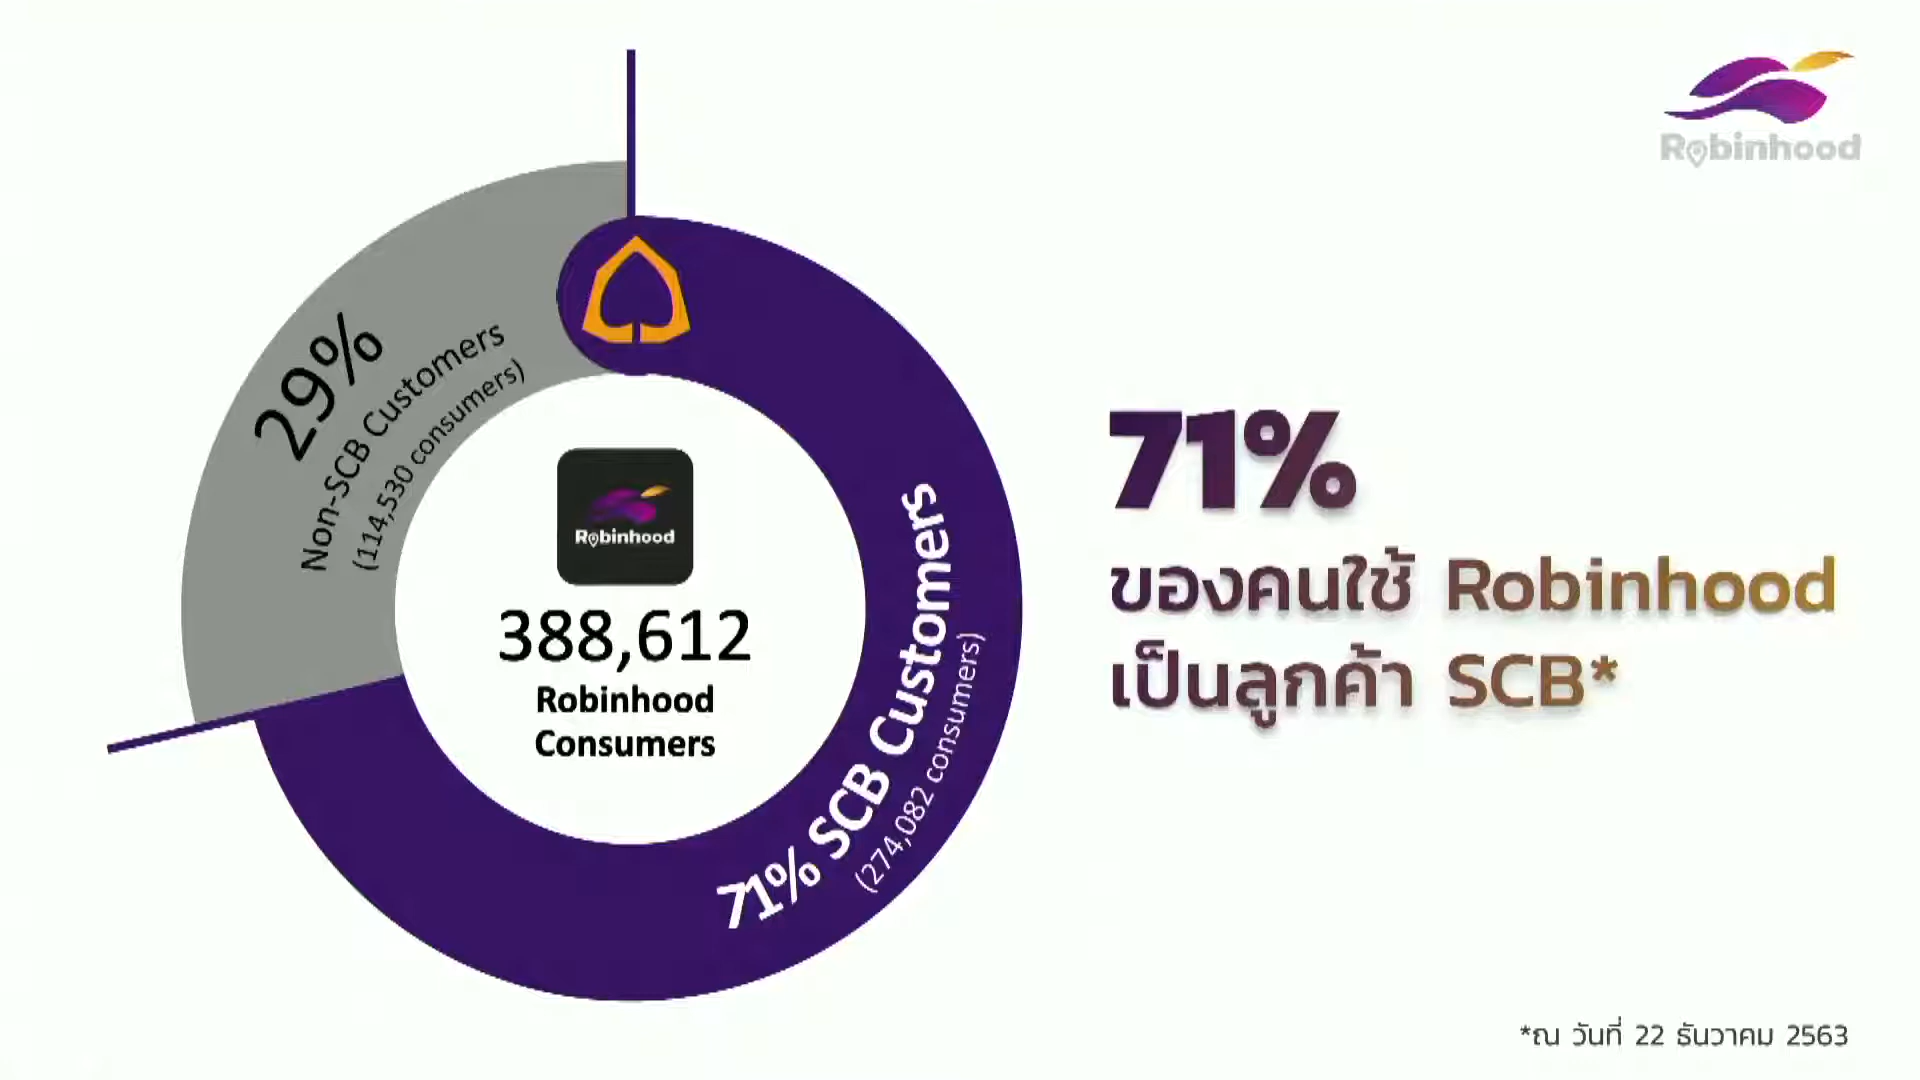 Robinhood
29%
Non-SCB Customers
(114,530 consumers)
Robinhood
388,612
Robinhood
Consumers
71% SCB Customers
(274,082 consumers)
71%
ของคนใช้ Robinhood
เป็นลูกค้า SCB*
*ณ วันที่ 22 ธันวาคม 2563